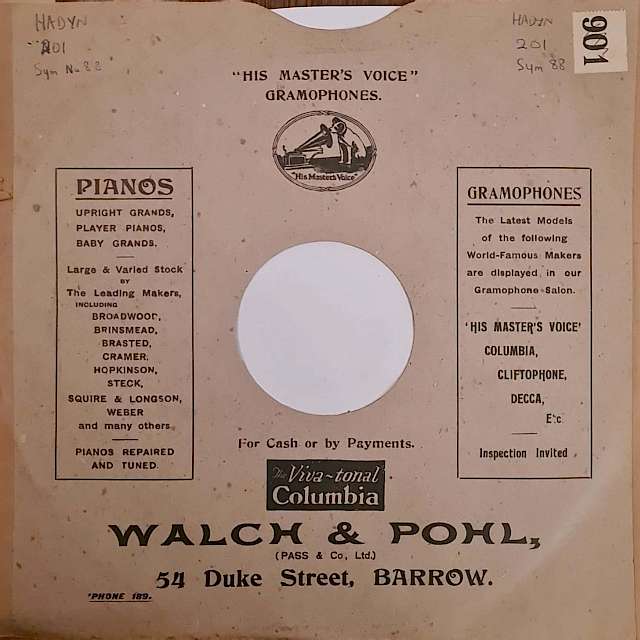 HADYN
201
Sym No 88
HADYN
201
Sym 88
901
"HIS MASTER'S VOICE"
GRAMOPHONES.
"His Master's Voice"
PIANOS
UPRIGHT GRANDS,
PLAYER PIANOS,
BABY GRANDS.
Large & Varied Stock
BY
The Leading Makers,
INCLUDING
BROADWOOD,
BRINSMEAD,
BRASTED,
CRAMER,
HOPKINSON,
STECK,
SQUIRE & LONGSON,
WEBER
and many others
PIANOS REPAIRED
AND TUNED.
GRAMOPHONES
The Latest Models
of the following
World-Famous Makers
are displayed in our
Gramophone Salon.
'HIS MASTER'S VOICE'
COLUMBIA,
CLIFTOPHONE,
DECCA,
Etc
Inspection Invited
For Cash or by Payments.
The Viva-tonal
Columbia
WALCH & POHL,
(PASS & Co., Ltd.)
54 Duke Street, BARROW.
'PHONE 189.